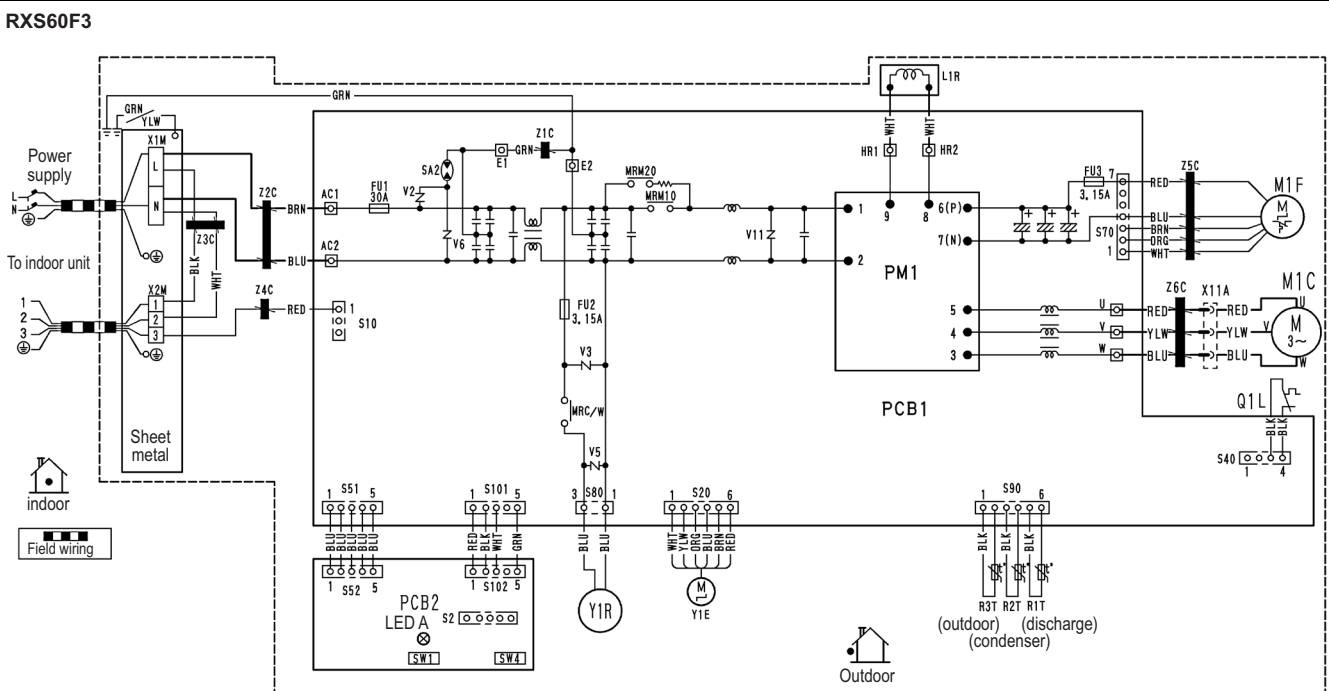 RXS60F3
GRN
L1R
GRN
YLW
X1M
Power
supply
L
N
L
N
Z3C
BLK
WHT
To indoor unit
X2M
1
2
3
1
2
3
Sheet
metal
indoor
Field wiring
Z2C
BRN
BLU
Z4C
RED
AC1
AC2
1
S10
FU1
30A
SA2
V2
V6
E1
GRN
Z1C
E2
MRM20
MRM10
V11
FU2
3.15A
V3
MRC/W
V5
WHT
WHT
HR1
HR2
9
8
1
2
6(P)
7(N)
PM1
5
4
3
PCB1
FU3
3.15A
7
S70
1
Z5C
RED
BLU
BRN
ORG
WHT
M1F
M
U
V
W
RED
YLW
BLU
Z6C
X11A
RED
YLW
BLU
M1C
U
V
W
M
3~
Q1L
BLK
BLK
S40
1
4
1 S51 5
BLU
BLU
BLU
BLU
BLU
1 S52 5
1 S101 5
RED
BLK
WHT
GRN
1 S102 5
PCB2
LED A
S2
SW1
SW4
3 S80 1
BLU
BLU
Y1R
1 S20 6
WHT
YLW
ORG
BLU
BRN
RED
M
Y1E
1 S90 6
BLK
BLK
BLK
t°
t°
t°
R3T
R2T
R1T
(outdoor)
(discharge)
(condenser)
Outdoor